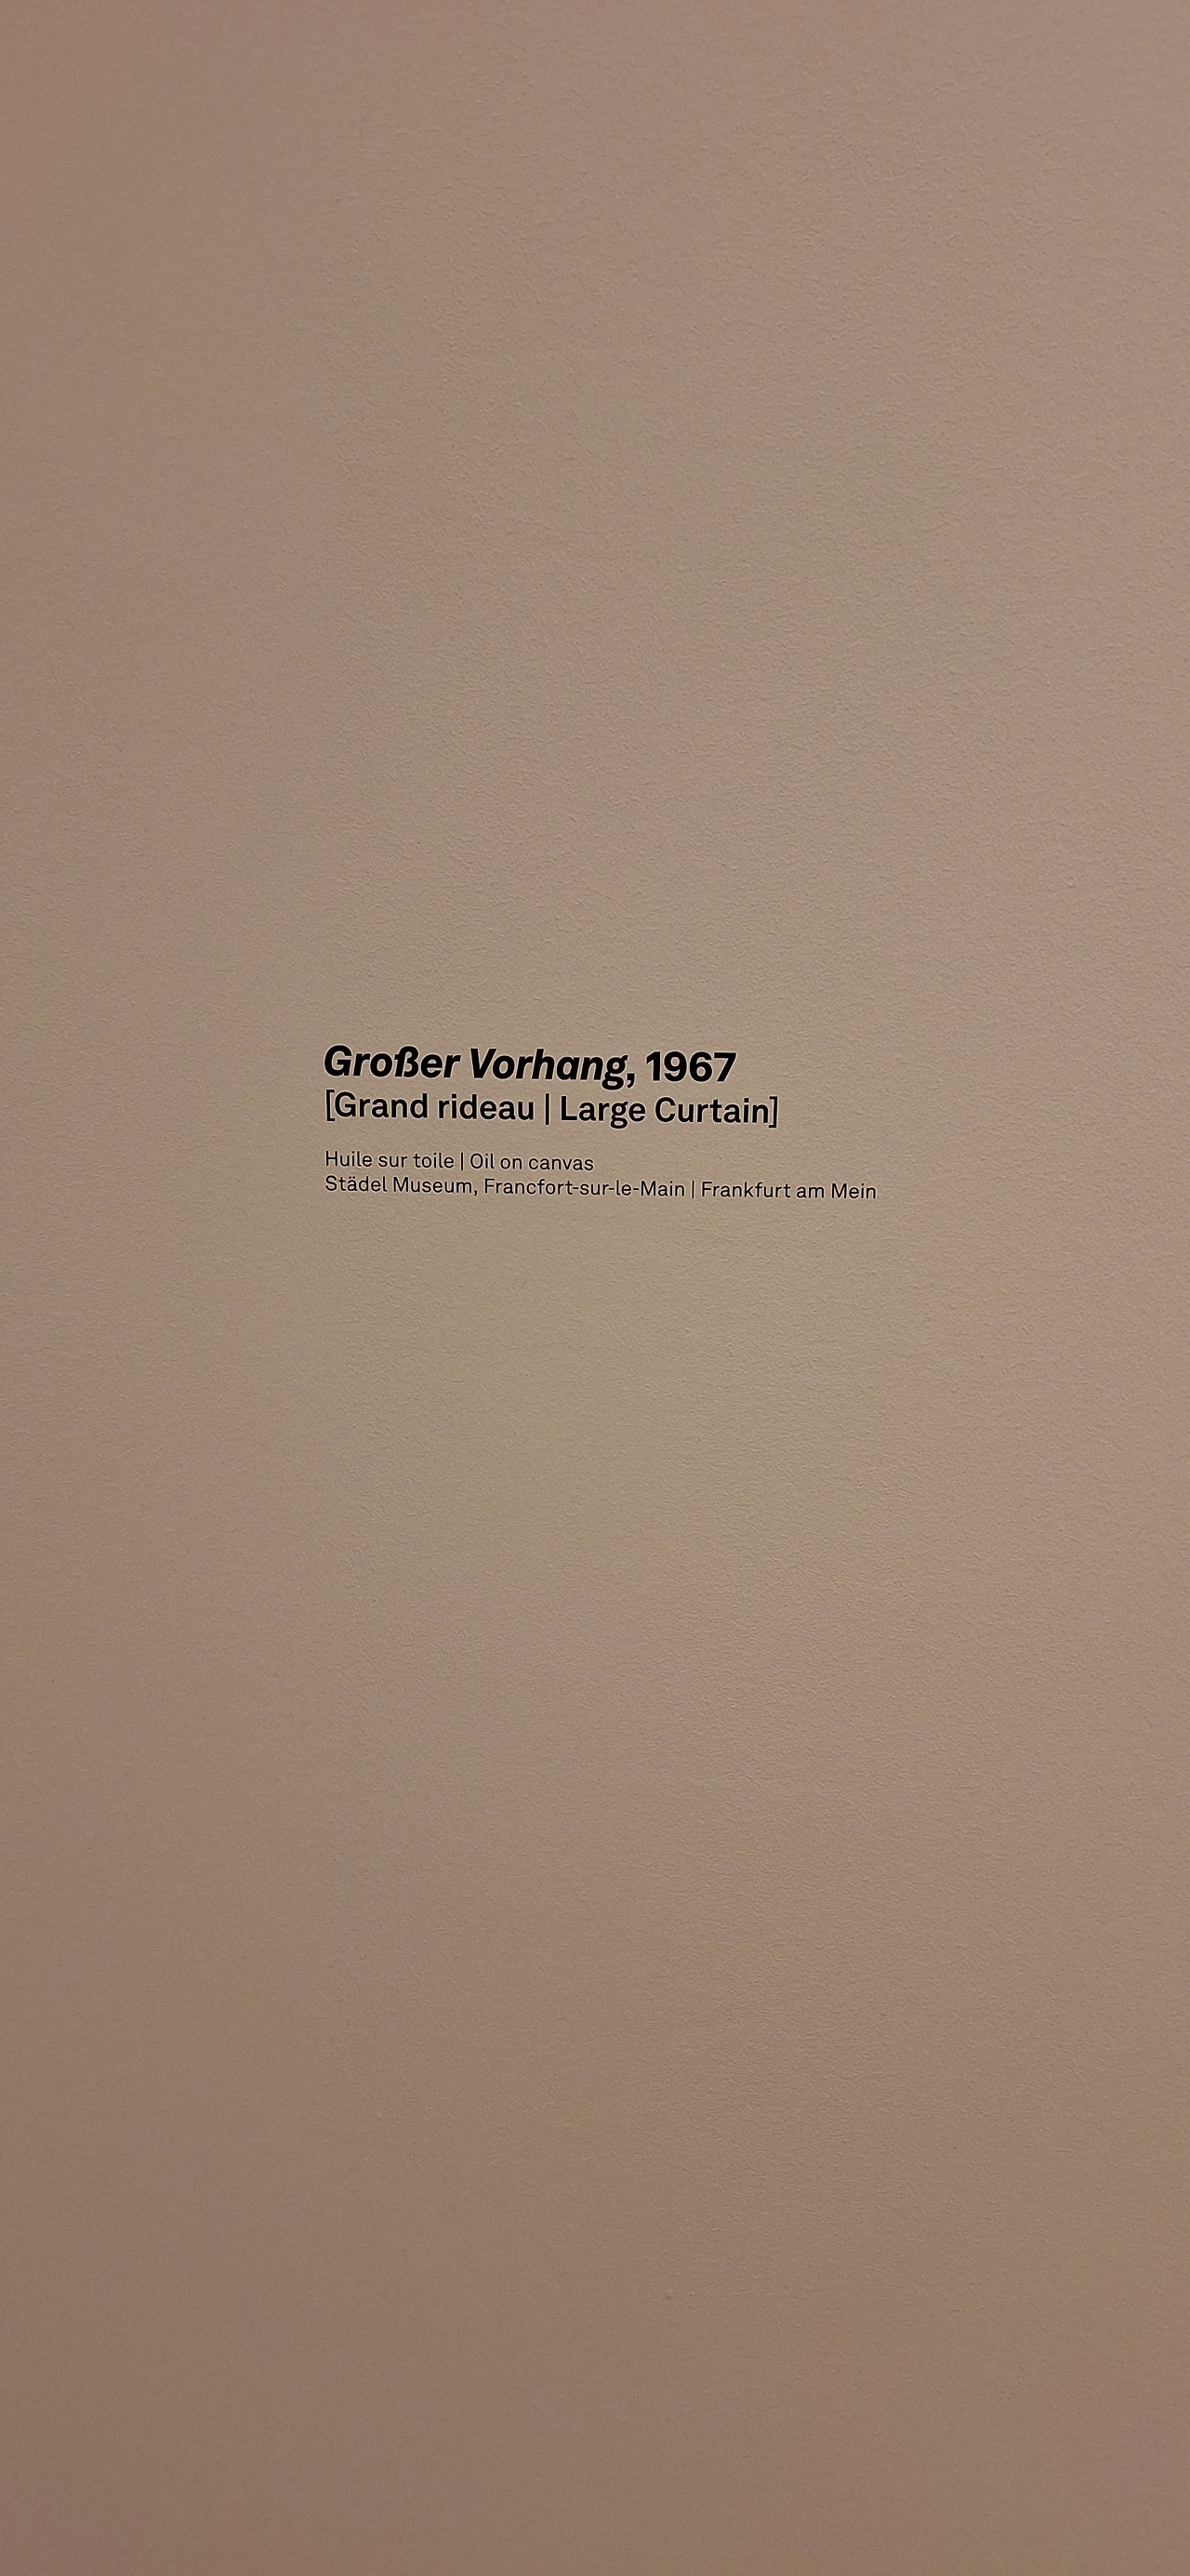 Großer Vorhang, 1967
[Grand rideau | Large Curtain]
Huile sur toile | Oil on canvas
Städel Museum, Francfort-sur-le-Main | Frankfurt am Mein